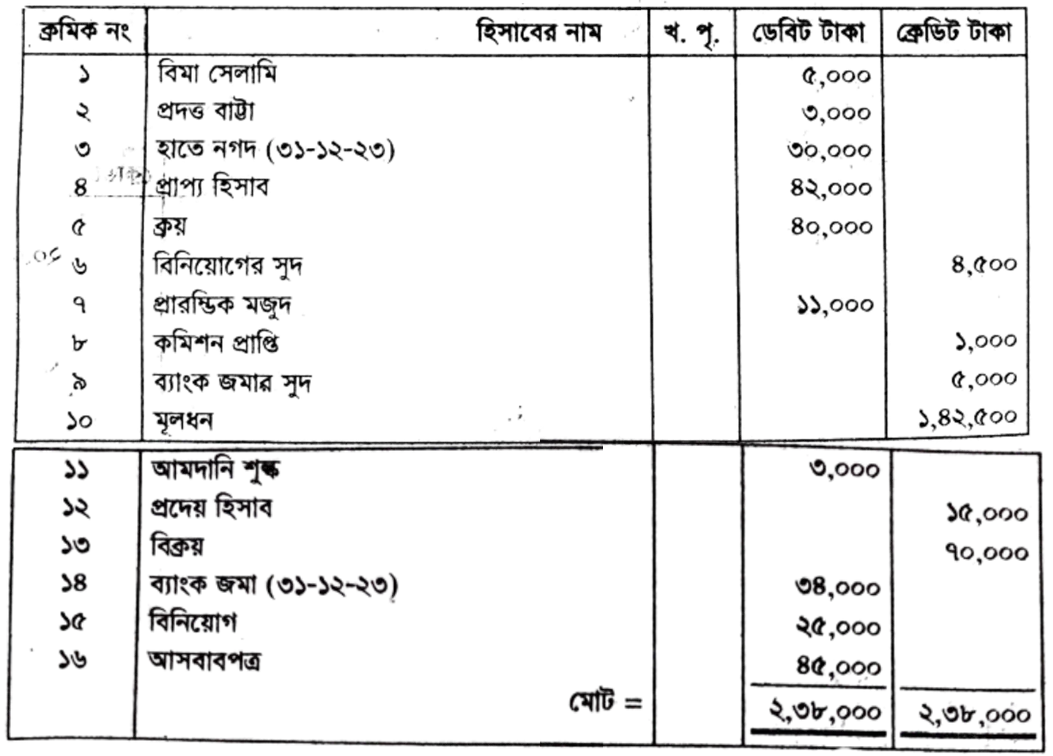 ক্রমিক নং হিসাবের নাম খ. পৃ. ডেবিট টাকা ক্রেডিট টাকা
১ বিমা সেলামি ৫,০০০
২ প্রদত্ত বাট্টা ৩,০০০
৩ হাতে নগদ (৩১-১২-২৩) ৩০,০০০
৪ প্রাপ্য হিসাব ৪২,০০০
৫ ক্রয় ৪০,০০০
৬ বিনিয়োগের সুদ ৪,৫০০
৭ প্রারম্ভিক মজুদ ১১,০০০
৮ কমিশন প্রাপ্তি ১,০০০
৯ ব্যাংক জমার সুদ ৫,০০০
১০ মূলধন ১,৪২,৫০০
১১ আমদানি শুল্ক ৩,০০০
১২ প্রদেয় হিসাব ১৫,০০০
১৩ বিক্রয় ৭০,০০০
১৪ ব্যাংক জমা (৩১-১২-২৩) ৩৪,০০০
১৫ বিনিয়োগ ২৫,০০০
১৬ আসবাবপত্র ৪৫,০০০
মোট = ২,৩৮,০০০ ২,৩৮,০০০